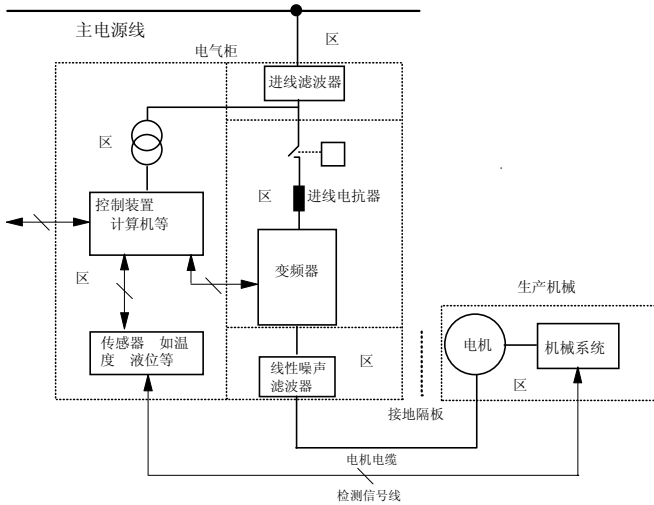 主电源线
区
电气柜
进线滤波器
区
区
进线电抗器
控制装置
计算机等
变频器
区
生产机械
传感器 如温
度 液位等
线性噪声
滤波器
区
电机
机械系统
区
接地隔板
电机电缆
检测信号线